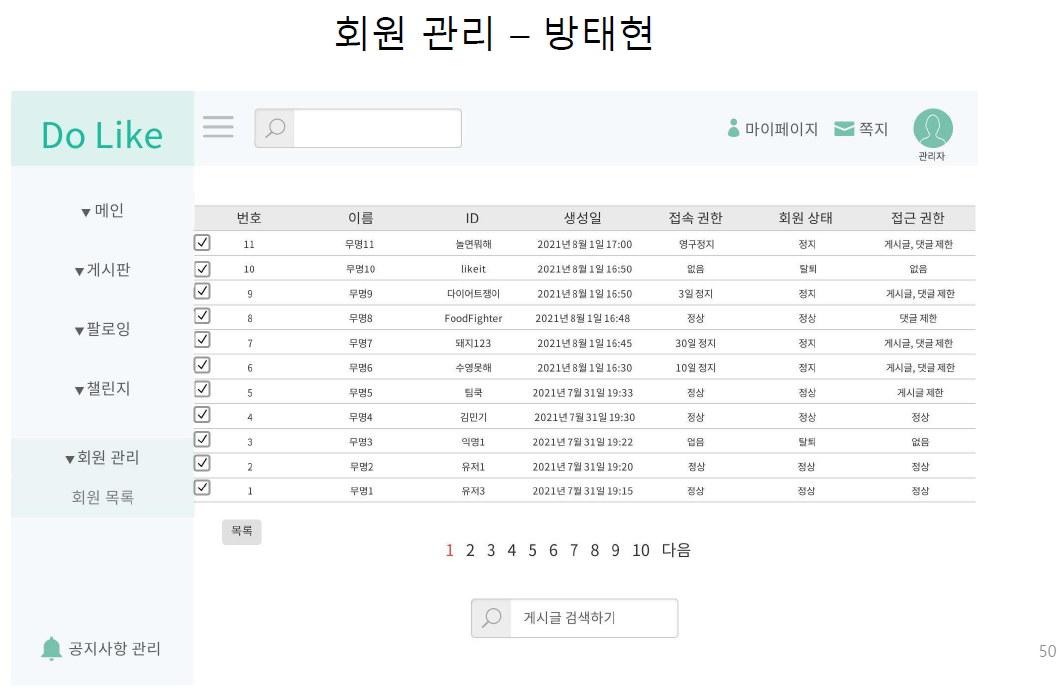 회원 관리 – 방태현
Do Like
마이페이지 쪽지
관리자
▼메인
▼게시판
▼팔로잉
▼챌린지
▼회원 관리
회원 목록
공지사항 관리
번호 이름 ID 생성일 접속 권한 회원 상태 접근 권한
11 무명11 놀면뭐해 2021년 8월 1일 17:00 영구정지 정지 게시글, 댓글 제한
10 무명10 likeit 2021년 8월 1일 16:50 없음 탈퇴 없음
9 무명9 다이어트쟁이 2021년 8월 1일 16:50 3일 정지 정지 게시글, 댓글 제한
8 무명8 FoodFighter 2021년 8월 1일 16:48 정상 정상 댓글 제한
7 무명7 돼지123 2021년 8월 1일 16:45 30일 정지 정지 게시글, 댓글 제한
6 무명6 수영못해 2021년 8월 1일 16:30 10일 정지 정지 게시글, 댓글 제한
5 무명5 팀쿡 2021년 7월 31일 19:33 정상 정상 게시글 제한
4 무명4 김민기 2021년 7월 31일 19:30 정상 정상 정상
3 무명3 익명1 2021년 7월 31일 19:22 업음 탈퇴 없음
2 무명2 유저1 2021년 7월 31일 19:20 정상 정상 정상
1 무명1 유저3 2021년 7월 31일 19:15 정상 정상 정상
목록
1 2 3 4 5 6 7 8 9 10 다음
게시글 검색하기
50